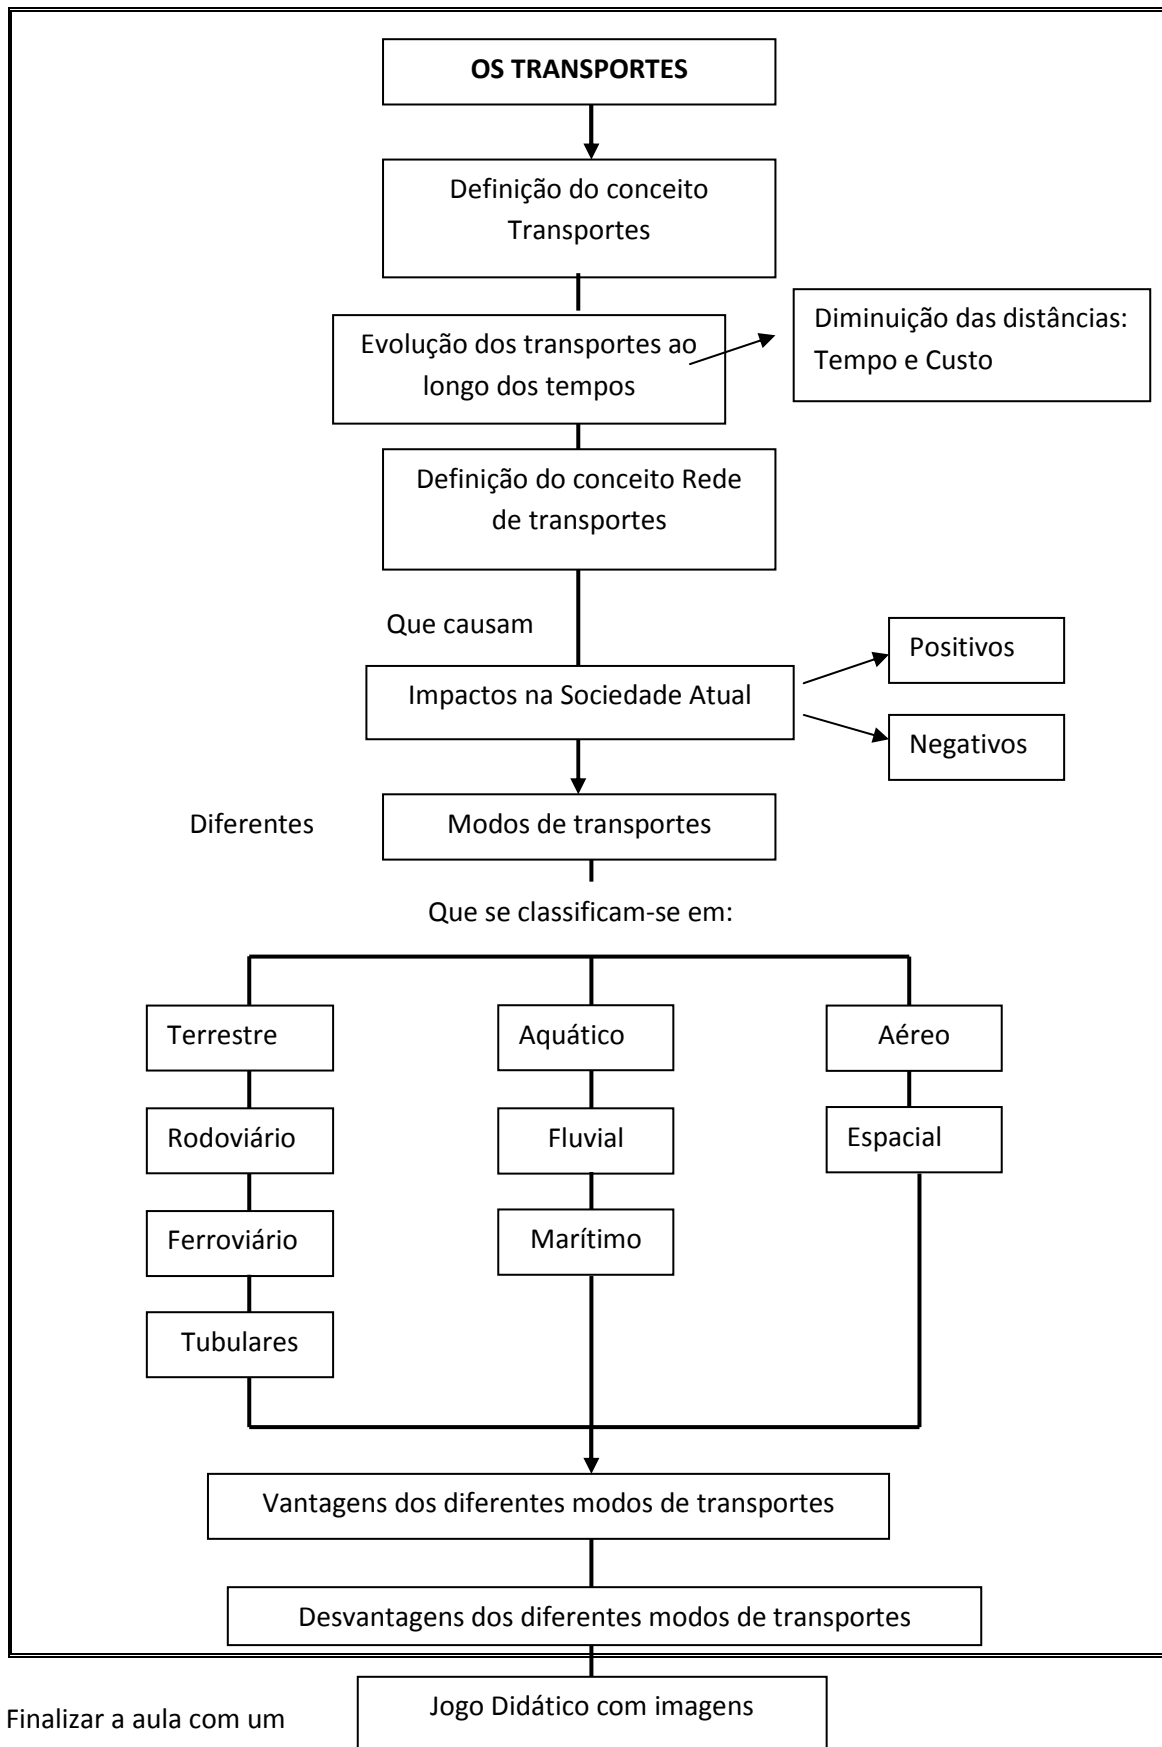 OS TRANSPORTES
Definição do conceito
Transportes
Evolução dos transportes ao
longo dos tempos
Diminuição das distâncias:
Tempo e Custo
Definição do conceito Rede
de transportes
Que causam
Impactos na Sociedade Atual
Positivos
Negativos
Diferentes
Modos de transportes
Que se classificam-se em:
Terrestre
Aquático
Aéreo
Rodoviário
Fluvial
Espacial
Ferroviário
Marítimo
Tubulares
Vantagens dos diferentes modos de transportes
Desvantagens dos diferentes modos de transportes
Finalizar a aula com um
Jogo Didático com imagens